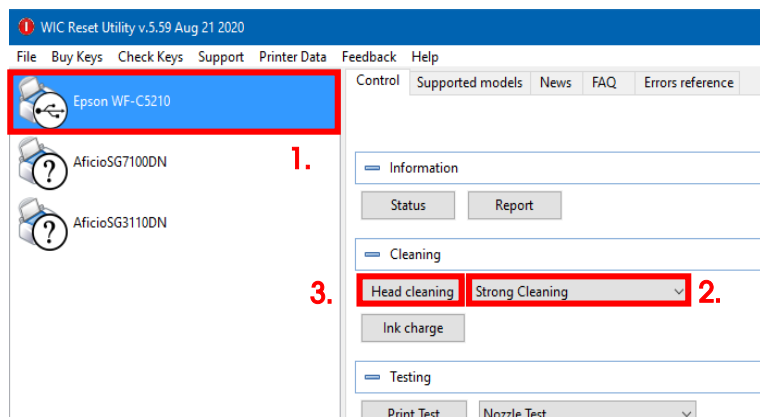 WIC Reset Utility v.5.59 Aug 21 2020
File Buy Keys Check Keys Support Printer Data Feedback Help
Epson WF-C5210
1.
AficioSG7100DN
AficioSG3110DN
Control Supported models News FAQ Errors reference
Information
Status Report
Cleaning
3. Head cleaning Strong Cleaning 2.
Ink charge
Testing
Print Test Nozzle Test